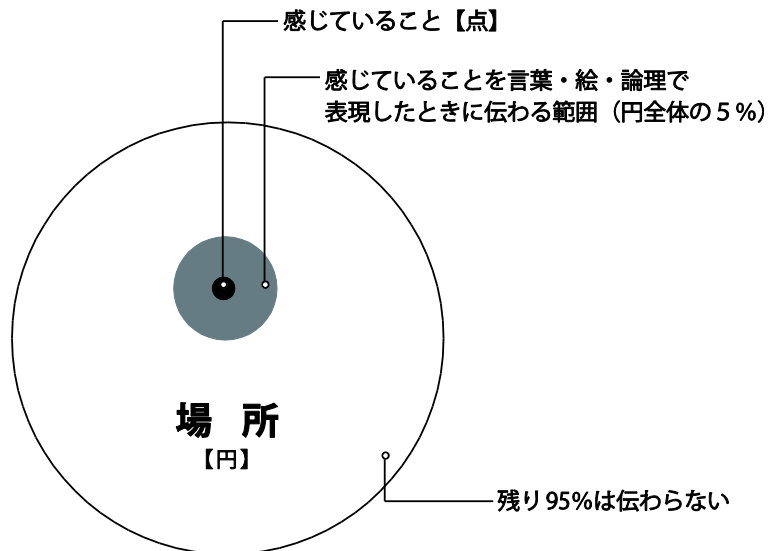 感じていること【点】
感じていることを言葉・絵・論理で
表現したときに伝わる範囲（円全体の５％）
場 所
【円】
残り95%は伝わらない